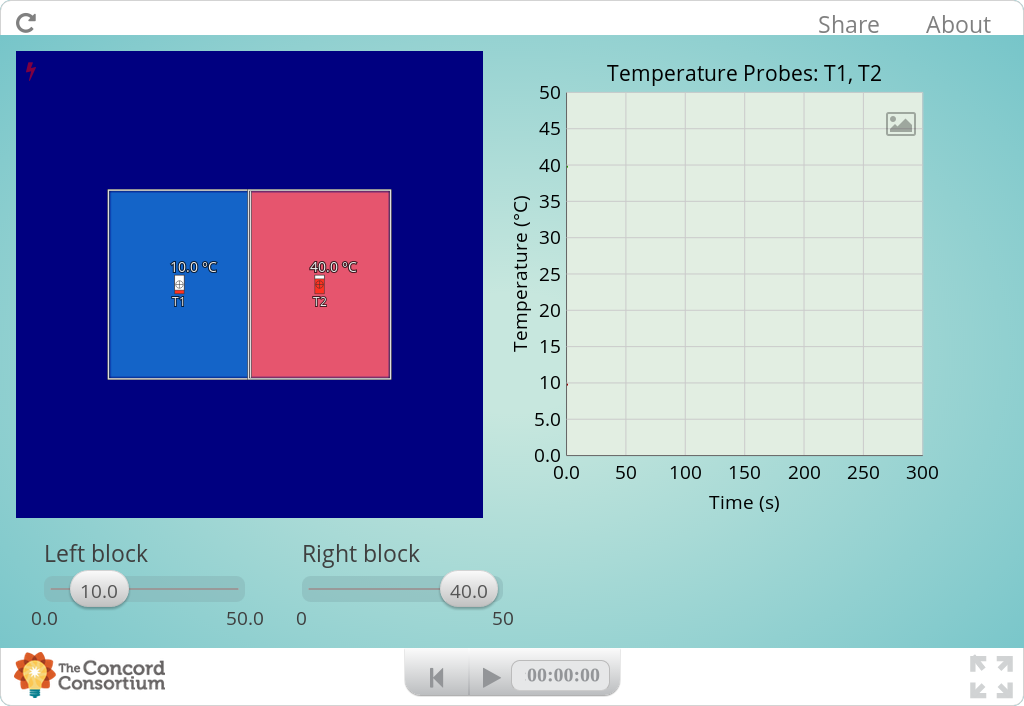 Share About
Temperature Probes: T1, T2
50
45
40
35
30
25
20
15
10
5.0
0.0
Temperature (°C)
0.0 50 100 150 200 250 300
Time (s)
10.0 °C
T1
40.0 °C
T2
Left block
10.0
0.0 50.0
Right block
40.0
0 50
The Concord
Consortium
00:00:00